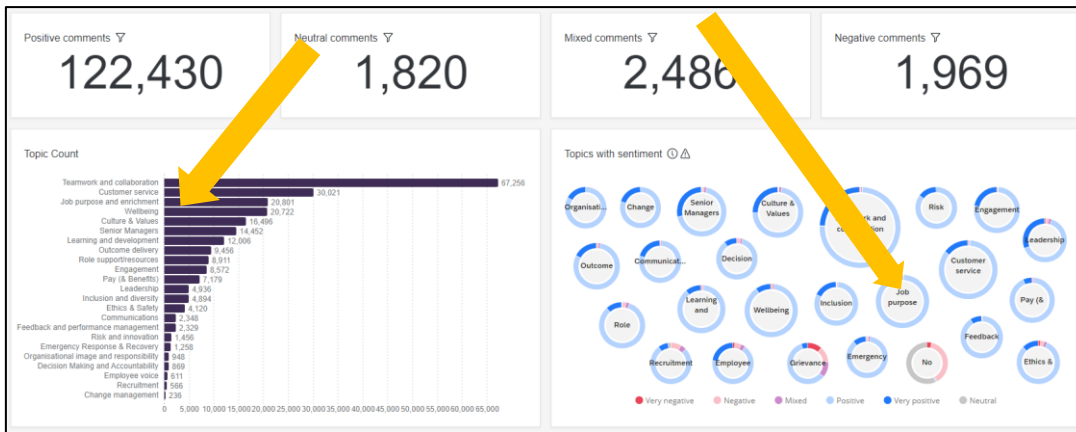 Positive comments
122,430
Neutral comments
1,820
Mixed comments
2,486
Negative comments
1,969
Topic Count
Teamwork and collaboration 67,256
Customer service 30,021
Job purpose and enrichment 20,801
Wellbeing 20,722
Culture & Values 16,496
Senior Managers 14,452
Learning and development 12,006
Outcome delivery 9,456
Role support/resources 8,911
Engagement 8,572
Pay (& Benefits) 7,179
Leadership 4,936
Inclusion and diversity 4,894
Ethics & Safety 4,120
Communications 2,348
Feedback and performance management 2,329
Risk and innovation 1,456
Emergency Response & Recovery 1,258
Organisational image and responsibility 948
Decision Making and Accountability 869
Employee voice 611
Recruitment 566
Change management 236
0 5,000 10,000 15,000 20,000 25,000 30,000 35,000 40,000 45,000 50,000 55,000 60,000 65,000
Topics with sentiment
Organisati...
Change
Senior
Managers
Culture &
Values
and
Risk
Engagement
Leadership
Outcome
Communicat...
Decision
Customer
service
Role
Learning
and
Wellbeing
Inclusion
Job
purpose
Pay (&
Feedback
Recruitment
Employee
Grievance
Emergency
No
Ethics &
Very negative Negative Mixed Positive Very positive Neutral